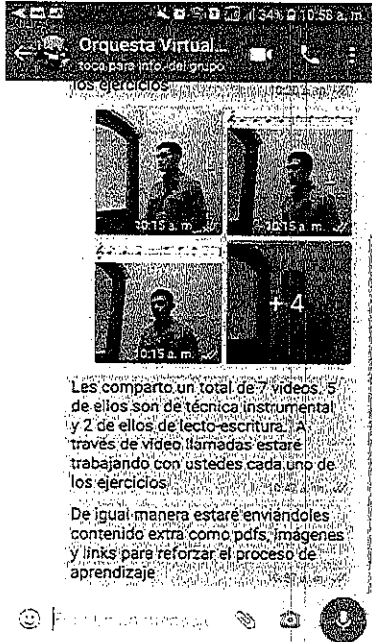 34% 10:58 a. m.
Orquesta Virtual...
toca para info. del grupo
los ejercicios
10:15 a. m.
10:15 a. m.
10:15 a. m.
+ 4
Les comparto un total de 7 videos. 5
de ellos son de técnica instrumental
y 2 de ellos de lecto-escritura. A
través de video llamadas estaré
trabajando con ustedes cada uno de
los ejercicios
De igual manera estaré enviándoles
contenido extra como pdfs, imágenes
y links para reforzar el proceso de
aprendizaje